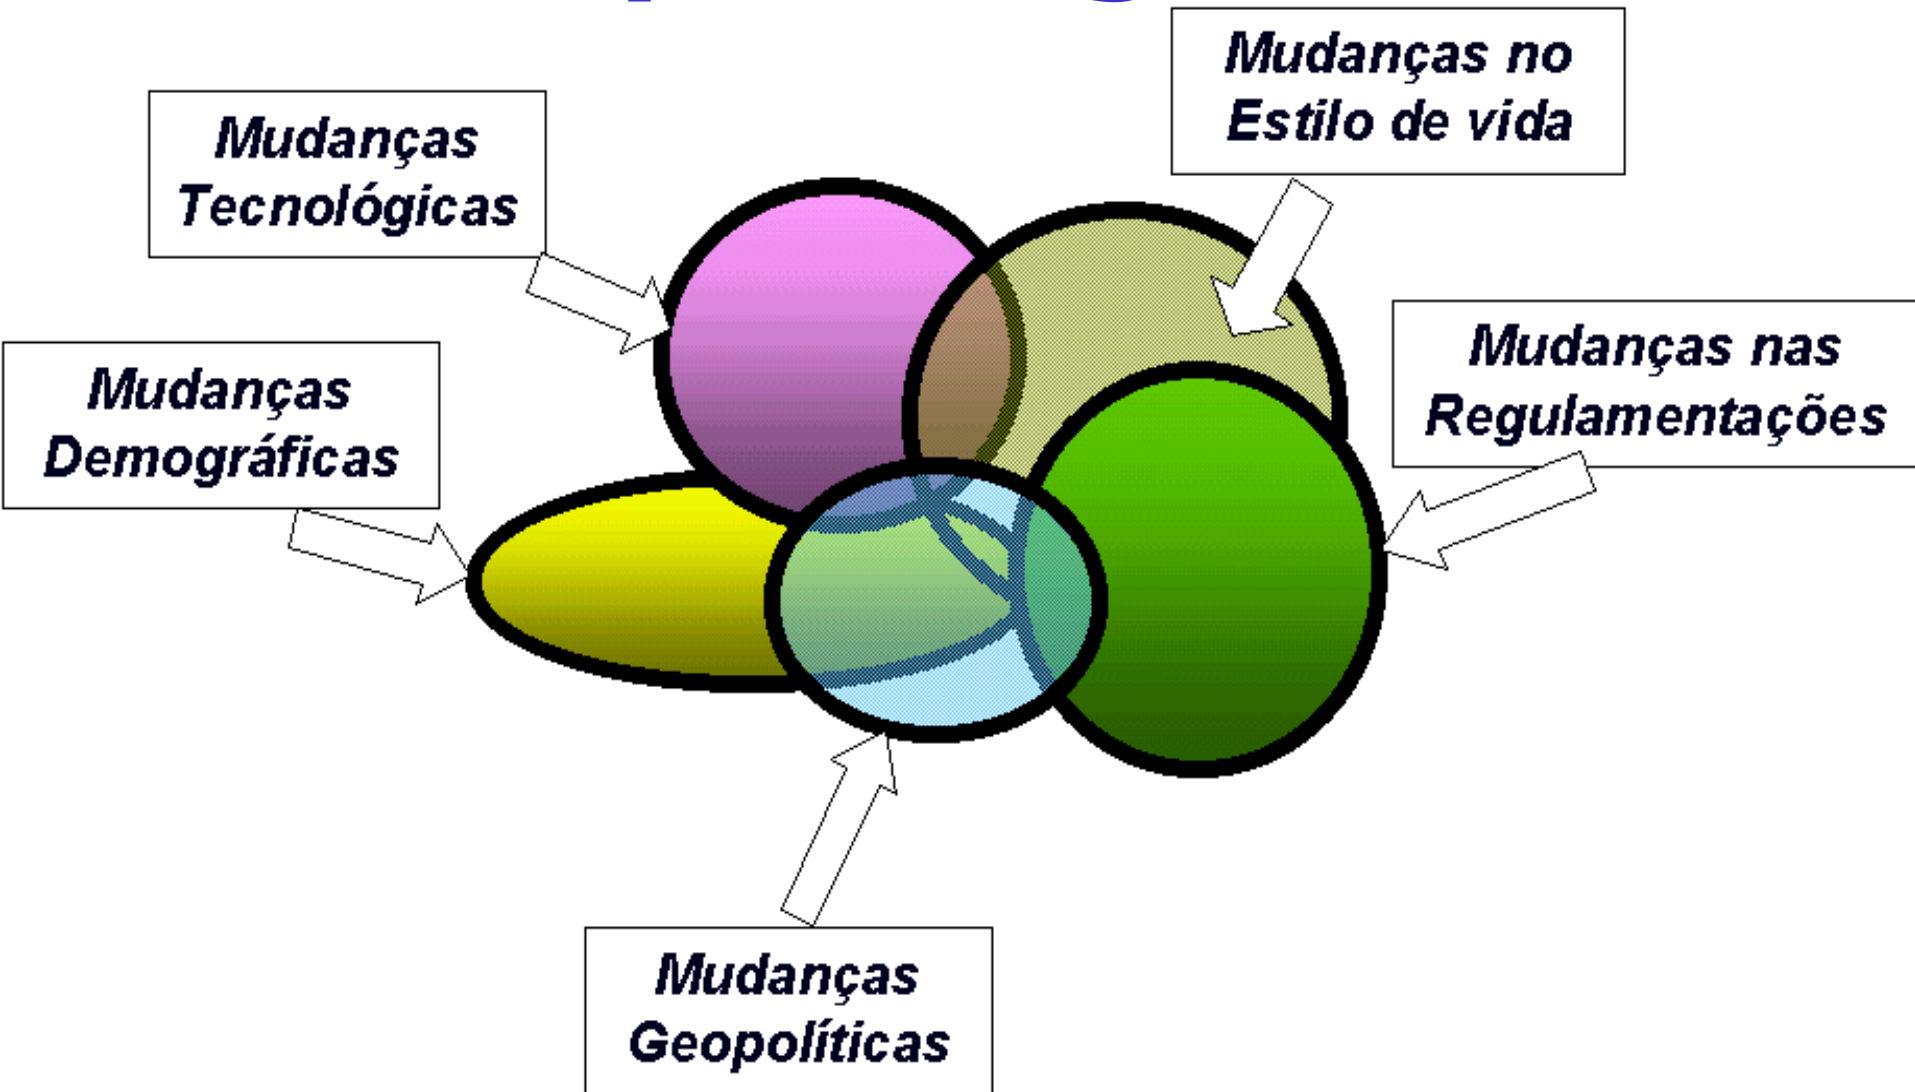 Mudanças no
Estilo de vida
Mudanças
Tecnológicas
Mudanças nas
Regulamentações
Mudanças
Demográficas
Mudanças
Geopolíticas